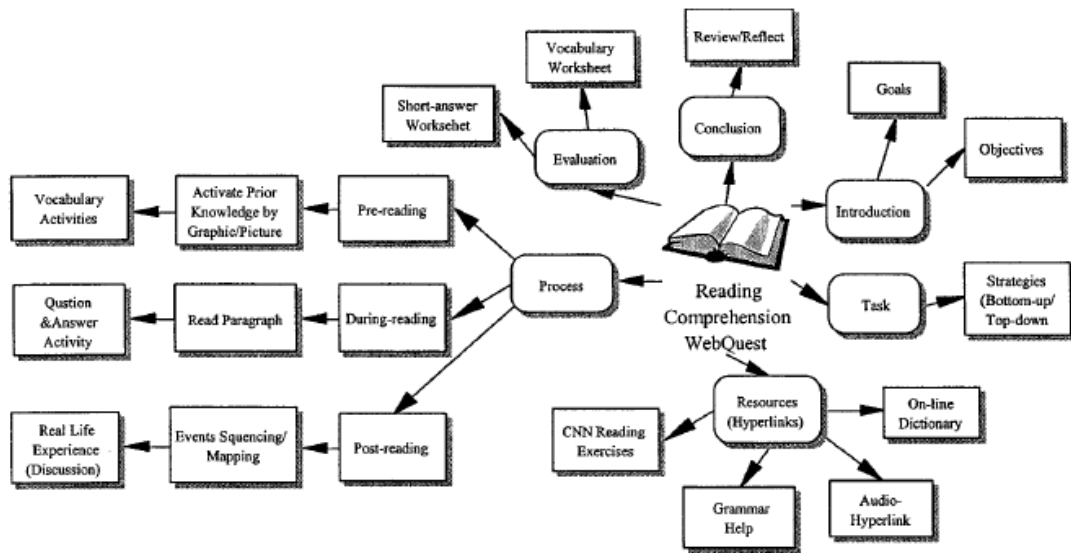 Review/Reflect
Vocabulary
Worksheet
Goals
Short-answer
Worksehet
Conclusion
Objectives
Evaluation
Vocabulary
Activities
Activate Prior
Knowledge by
Graphic/Picture
Pre-reading
Introduction
Process
Reading
Comprehension
WebQuest
Task
Strategies
(Bottom-up/
Top-down
Qustion
&Answer
Activity
Read Paragraph
During-reading
Resources
(Hyperlinks)
On-line
Dictionary
CNN Reading
Exercises
Real Life
Experience
(Discussion)
Events Squencing/
Mapping
Post-reading
Grammar
Help
Audio-
Hyperlink